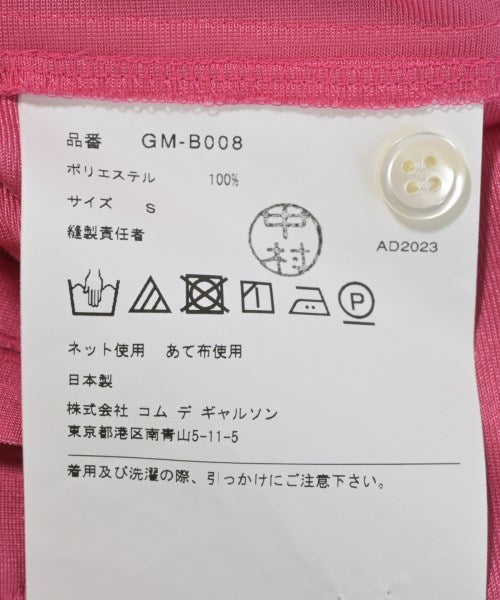 品番 GM-B008
ポリエステル 100%
サイズ S
縫製責任者
中村
AD2023
P
ネット使用 あて布使用
日本製
株式会社 コム デ ギャルソン
東京都港区南青山5-11-5
着用及び洗濯の際、引っかけにご注意下さい。